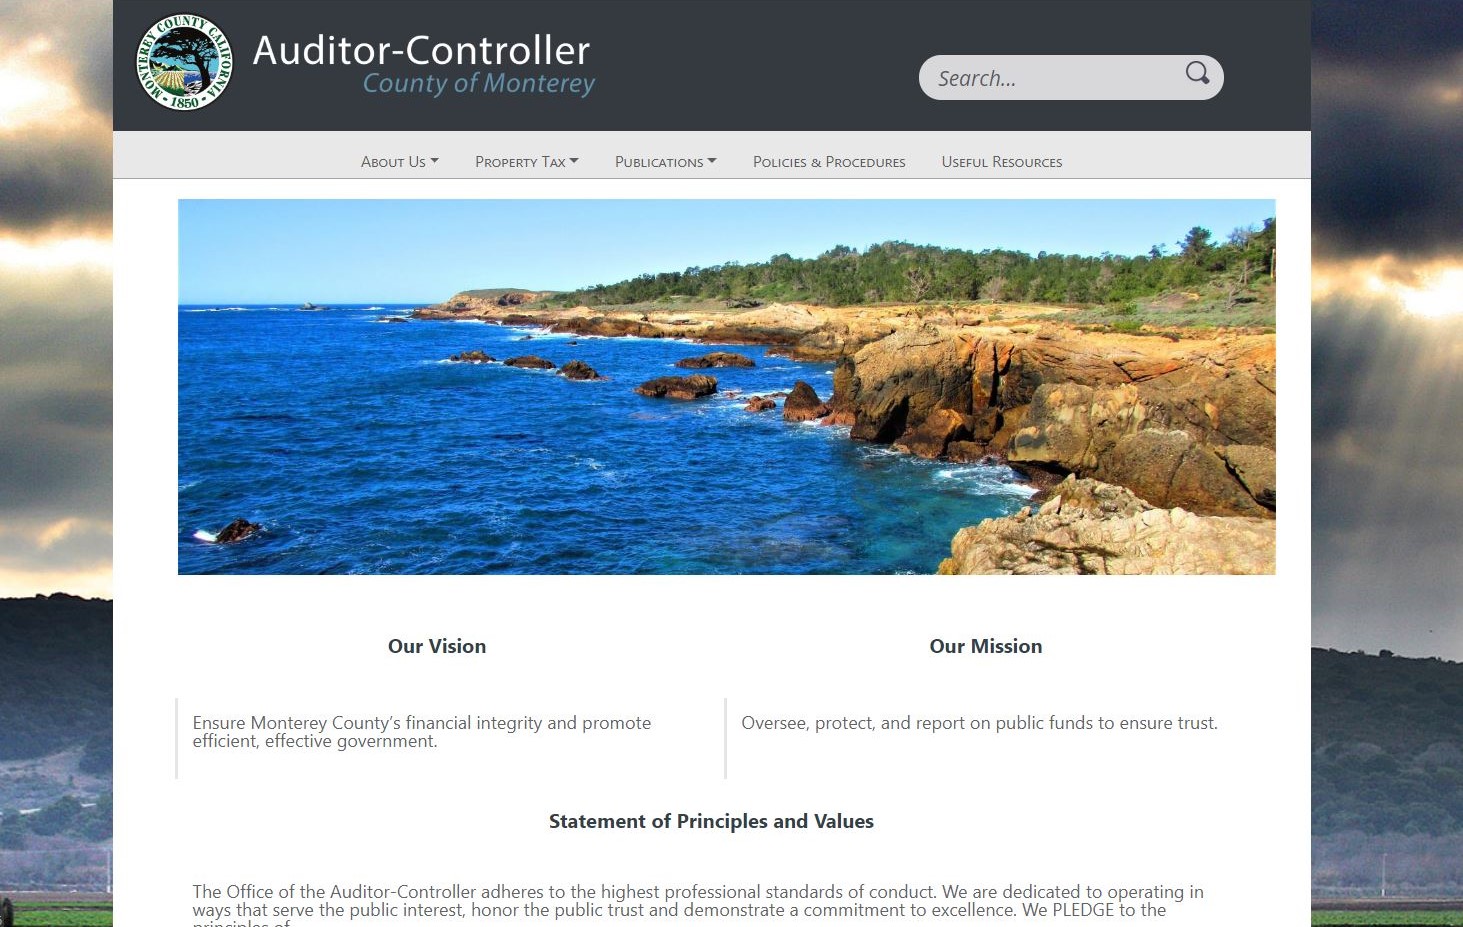 MONTEREY COUNTY CALIFORNIA
1850
Auditor-Controller
County of Monterey
Search...
About Us
Property Tax
Publications
Policies & Procedures
Useful Resources
Our Vision
Our Mission
Ensure Monterey County’s financial integrity and promote
efficient, effective government.
Oversee, protect, and report on public funds to ensure trust.
Statement of Principles and Values
The Office of the Auditor-Controller adheres to the highest professional standards of conduct. We are dedicated to operating in
ways that serve the public interest, honor the public trust and demonstrate a commitment to excellence. We PLEDGE to the
principles of